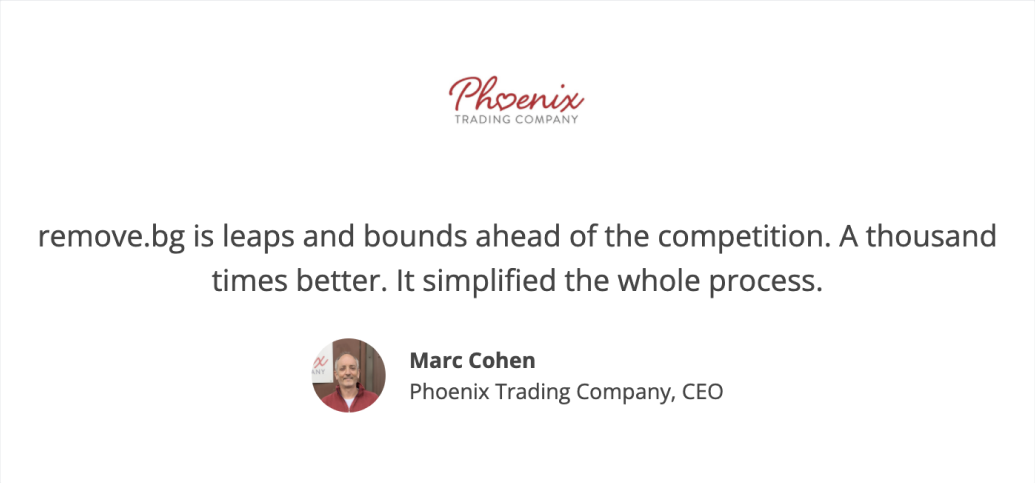 Phoenix
TRADING COMPANY
remove.bg is leaps and bounds ahead of the competition. A thousand
times better. It simplified the whole process.
Marc Cohen
Phoenix Trading Company, CEO